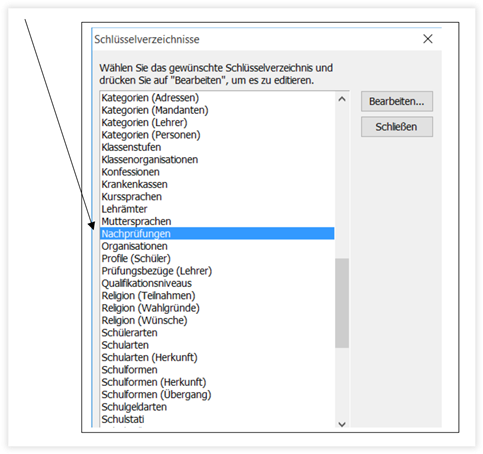 Schlüsselverzeichnisse
Wählen Sie das gewünschte Schlüsselverzeichnis und
drücken Sie auf "Bearbeiten", um es zu editieren.
Kategorien (Adressen)
Kategorien (Mandanten)
Kategorien (Lehrer)
Kategorien (Personen)
Klassenstufen
Klassenorganisationen
Konfessionen
Krankenkassen
Kurssprachen
Lehrämter
Muttersprachen
Nachprüfungen
Organisationen
Profile (Schüler)
Prüfungsbezüge (Lehrer)
Qualifikationsniveaus
Religion (Teilnahmen)
Religion (Wahlgründe)
Religion (Wünsche)
Schülerarten
Schularten
Schularten (Herkunft)
Schulformen
Schulformen (Herkunft)
Schulformen (Übergang)
Schulgeldarten
Schulstati
Bearbeiten...
Schließen